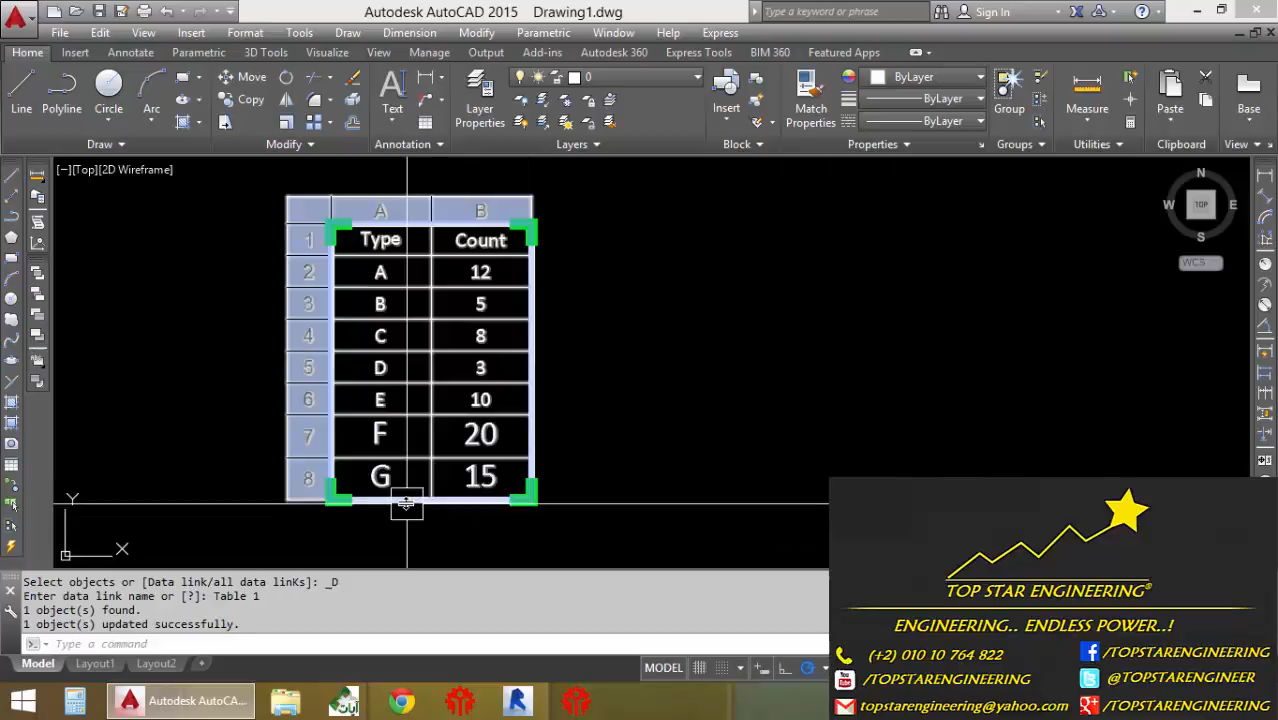 Autodesk AutoCAD 2015 Drawing1.dwg
Type a keyword or phrase
Sign In
File Edit View Insert Format Tools Draw Dimension Modify Parametric Window Help Express
Home Insert Annotate Parametric 3D Tools Visualize View Manage Output Add-ins Autodesk 360 Express Tools BIM 360 Featured Apps
Line Polyline Circle Arc
Move
Copy
Text
Layer Properties
0
Insert
Match Properties
ByLayer
ByLayer
ByLayer
Group
Measure
Paste
Base
Draw Modify Annotation Layers Block Properties Groups Utilities Clipboard View
[−][Top][2D Wireframe]
N
W TOP E
S
WCS
A B
1 Type Count
2 A 12
3 B 5
4 C 8
5 D 3
6 E 10
7 F 20
8 G 15
Y
X
Select objects or [Data link/all data linKs]: _D
Enter data link name or [?]: Table 1
1 object(s) found.
1 object(s) updated successfully.
Type a command
Model Layout1 Layout2 +
MODEL
Autodesk AutoCA...
TOP STAR ENGINEERING®
ENGINEERING.. ENDLESS POWER..!
(+2) 010 10 764 822
/TOPSTARENGINEERING
/TOPSTARENGINEERING
@TOPSTARENGINEER
topstarengineering@yahoo.com
/TOPSTARENGINEERING